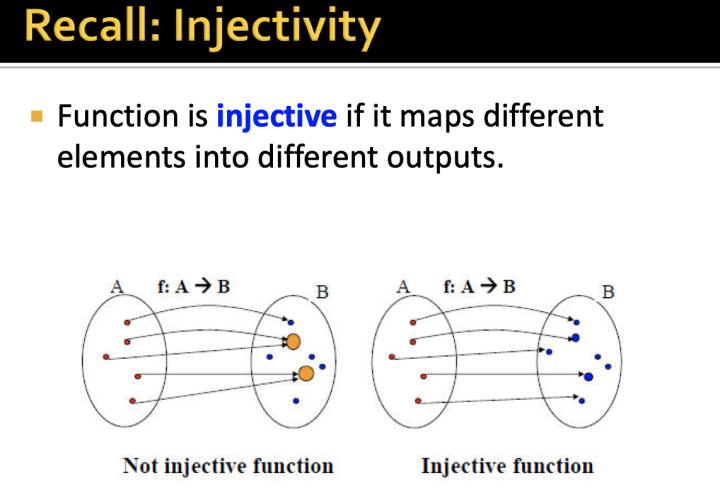 Recall: Injectivity
Function is injective if it maps different
elements into different outputs.
A f: A → B B
A f: A → B B
Not injective function
Injective function